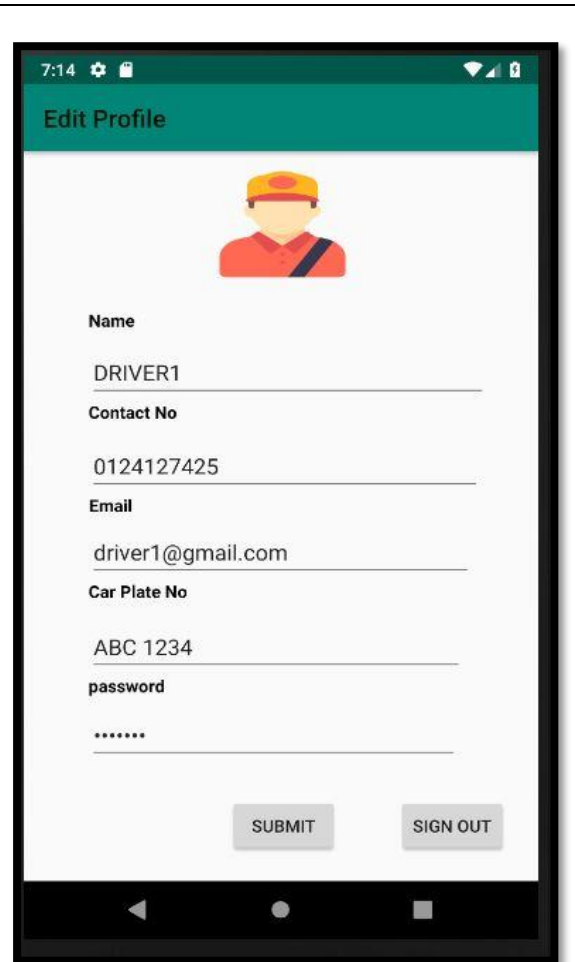 7:14
Edit Profile
Name
DRIVER1
Contact No
0124127425
Email
driver1@gmail.com
Car Plate No
ABC 1234
password
•••••••
SUBMIT
SIGN OUT